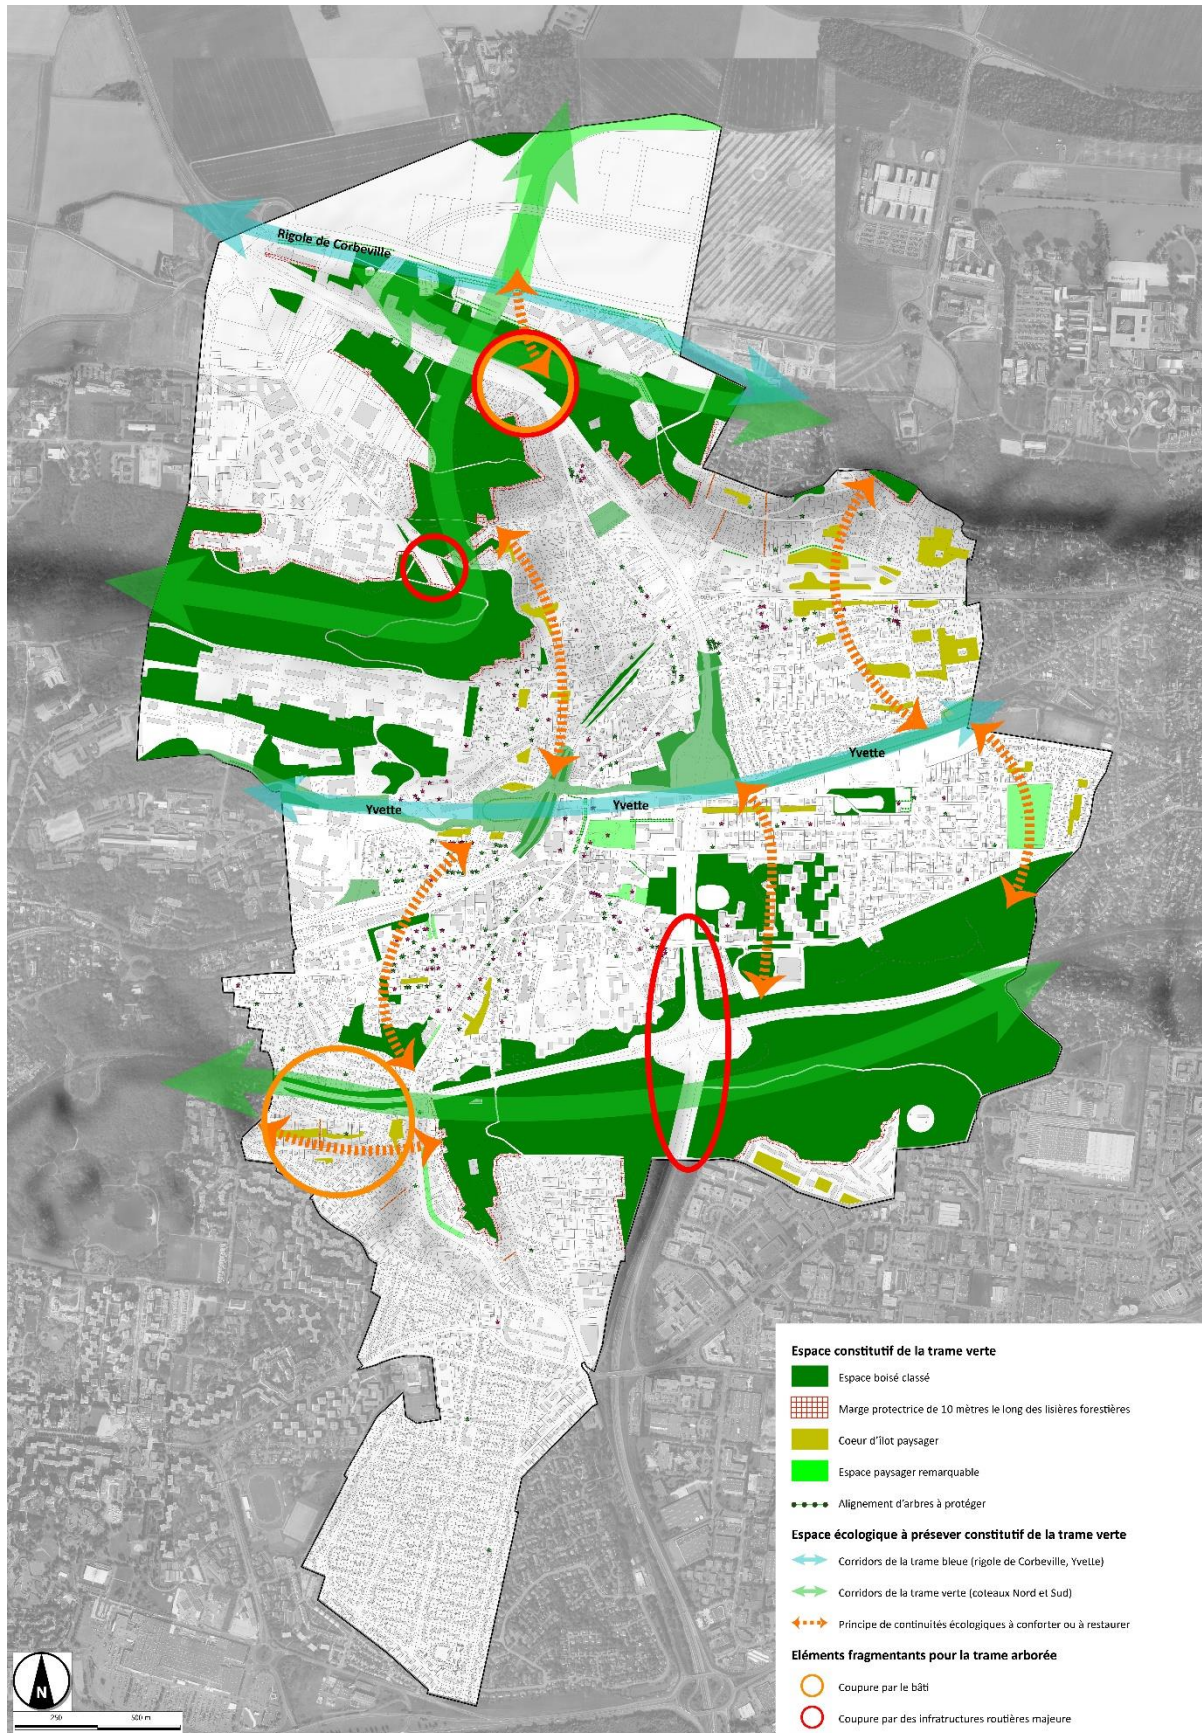 Rigole de Corbeville
Yvette
Yvette
Yvette
Espace constitutif de la trame verte
Espace boisé classé
Marge protectrice de 10 mètres le long des lisières forestières
Coeur d'îlot paysager
Espace paysager remarquable
Alignement d'arbres à protéger
Espace écologique à présever constitutif de la trame verte
Corridors de la trame bleue (rigole de Corbeville, Yvette)
Corridors de la trame verte (coteaux Nord et Sud)
Principe de continuités écologiques à conforter ou à restaurer
Eléments fragmentants pour la trame arborée
Coupure par le bâti
Coupure par des infratructures routières majeure
N
250 500 m